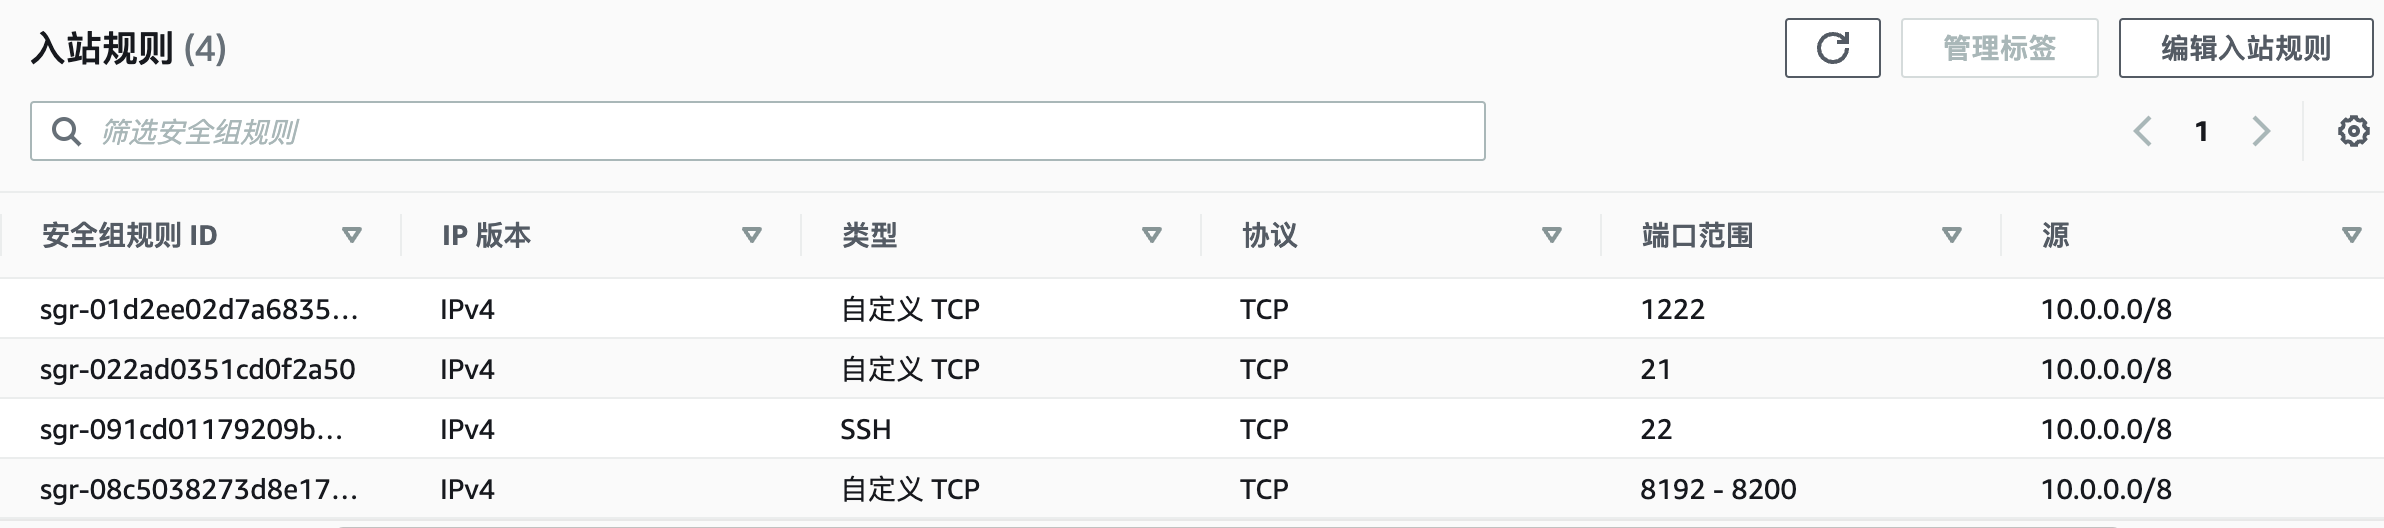 入站规则 (4)
管理标签
编辑入站规则
筛选安全组规则
1
安全组规则 ID IP 版本 类型 协议 端口范围 源
sgr-01d2ee02d7a6835... IPv4 自定义 TCP TCP 1222 10.0.0.0/8
sgr-022ad0351cd0f2a50 IPv4 自定义 TCP TCP 21 10.0.0.0/8
sgr-091cd01179209b... IPv4 SSH TCP 22 10.0.0.0/8
sgr-08c5038273d8e17... IPv4 自定义 TCP TCP 8192 - 8200 10.0.0.0/8